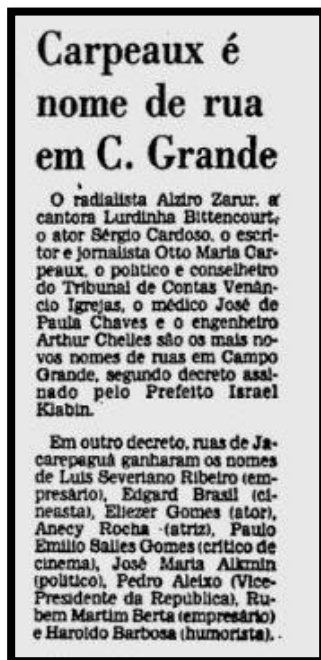 Carpeaux é
nome de rua
em C. Grande
O radialista Alziro Zarur, a
cantora Lurdinha Bittencourt,
o ator Sérgio Cardoso, o escri-
tor e jornalista Otto Maria Car-
peaux, o político e conselheiro
do Tribunal de Contas Venân-
cio Igrejas, o médico José de
Paula Chaves e o engenheiro
Arthur Chelles são os mais no-
vos nomes de ruas em Campo
Grande, segundo decreto assi-
nado pelo Prefeito Israel
Klabin.
Em outro decreto, ruas de Ja-
carepaguá ganharam os nomes
de Luis Severiano Ribeiro (em-
presário), Edgard Brasil (ci-
neasta), Eliezer Gomes (ator),
Anecy Rocha (atriz), Paulo
Emilio Salles Gomes (crítico de
cinema), José Maria Alkmin
(político), Pedro Aleixo (Vice-
Presidente da República), Ru-
bem Martim Berta (empresário)
e Haroldo Barbosa (humorista).